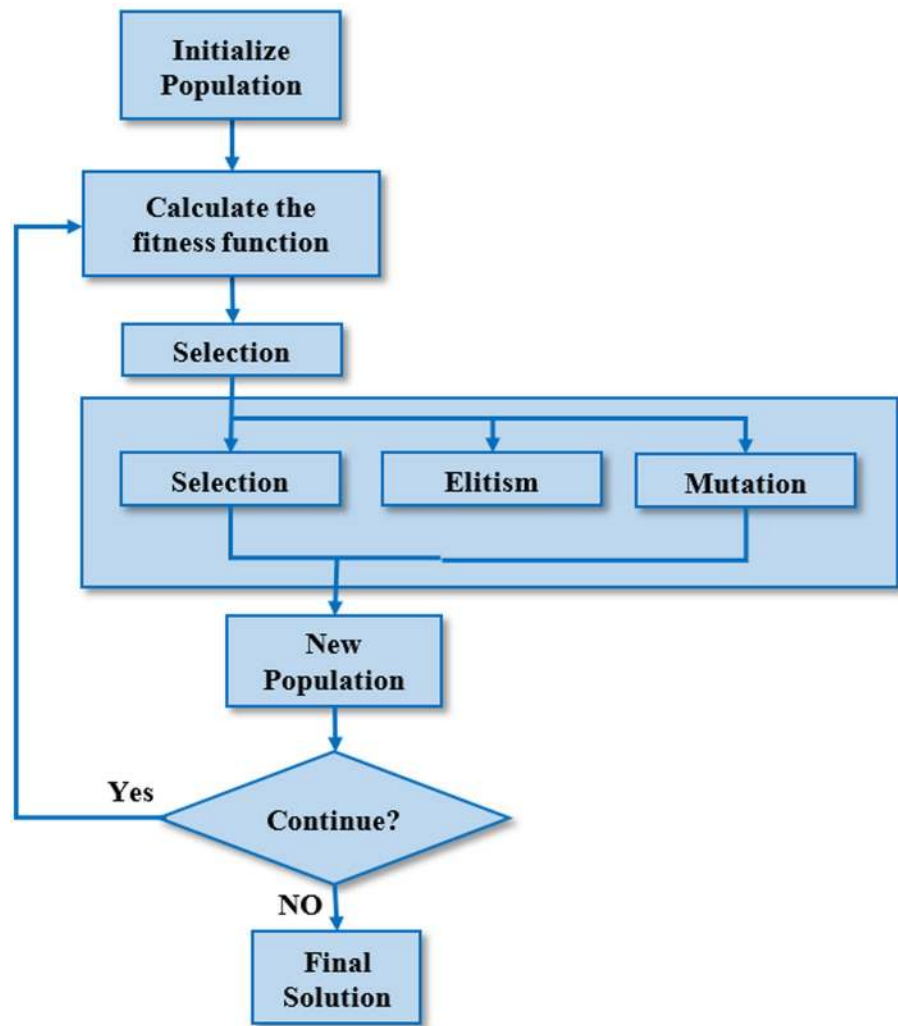 Initialize
Population
Calculate the
fitness function
Selection
Selection
Elitism
Mutation
New
Population
Yes
Continue?
NO
Final
Solution